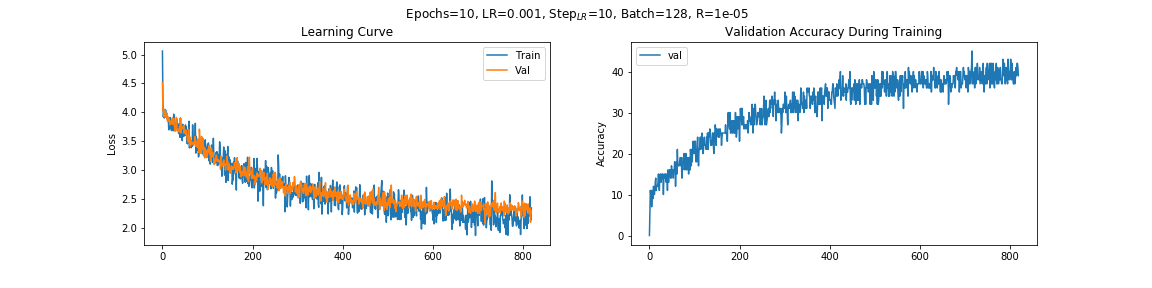 Epochs=10, LR=0.001, Step_LR=10, Batch=128, R=1e-05
Learning Curve
Loss
5.0
4.5
4.0
3.5
3.0
2.5
2.0
0 200 400 600 800
Train
Val
Validation Accuracy During Training
Accuracy
40
30
20
10
0
0 200 400 600 800
val